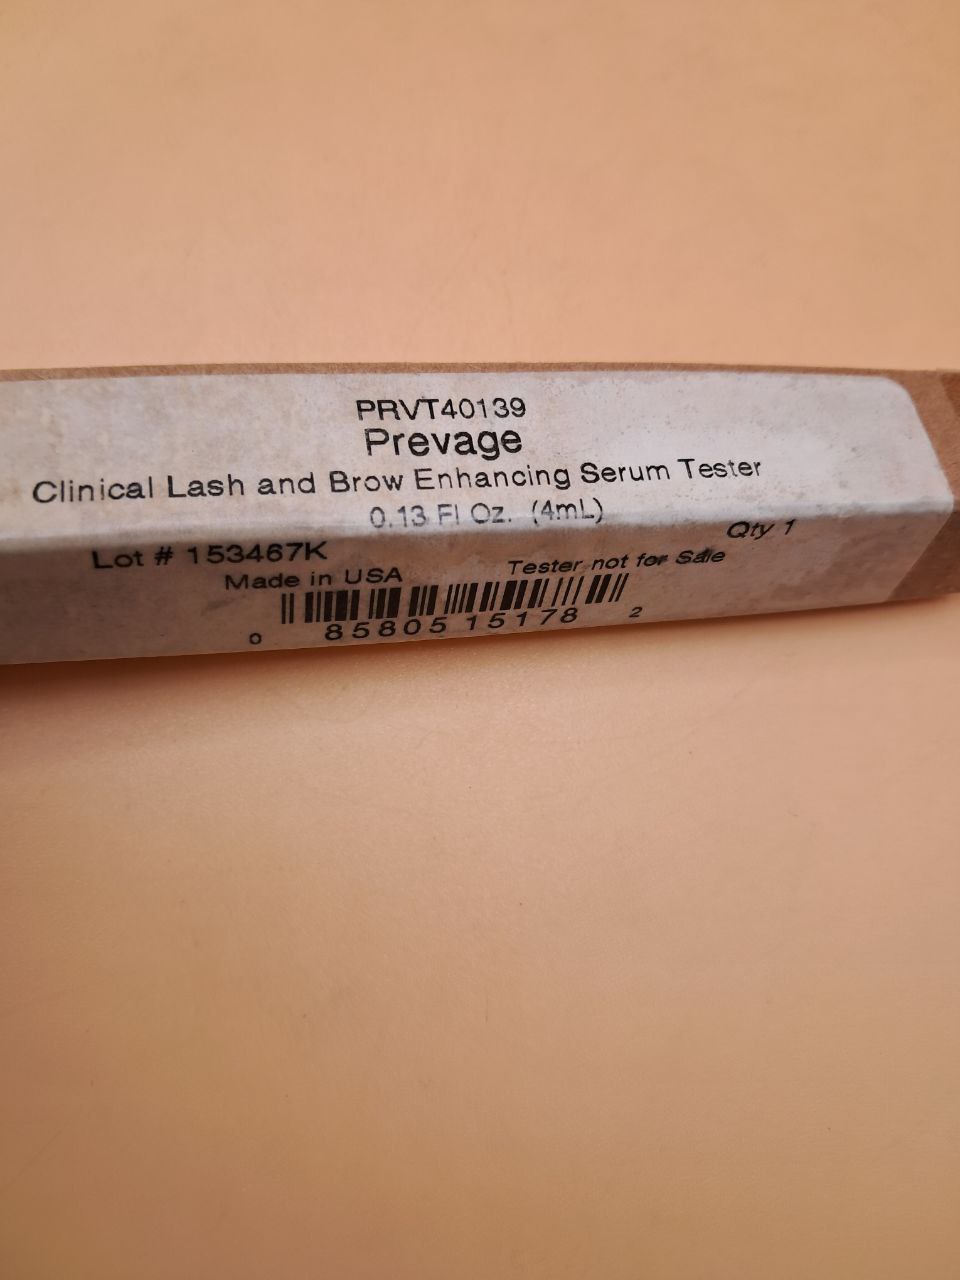 PRVT40139
Prevage
Clinical Lash and Brow Enhancing Serum Tester
0.13 Fl Oz. (4mL)
Qty 1
Lot # 153467K
Tester not for Sale
Made in USA
0 85805 15178 2